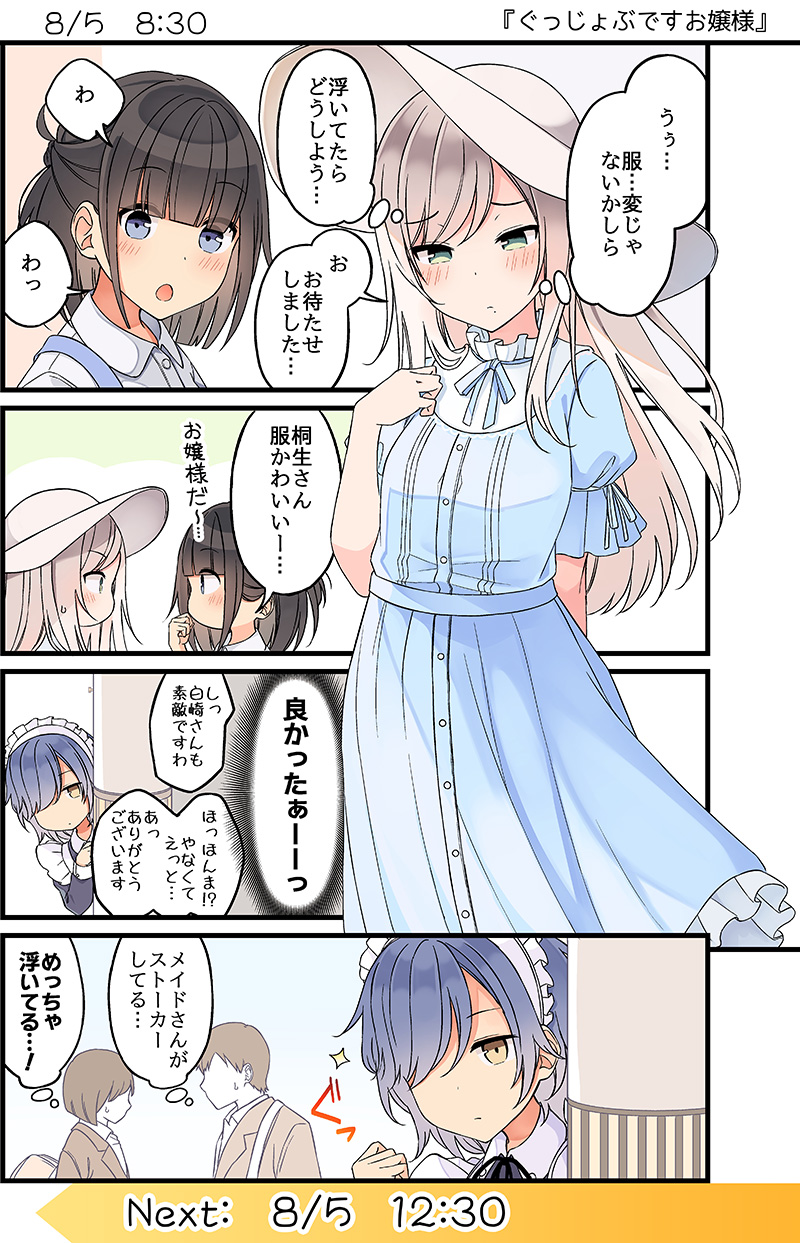 8/5 8:30
『ぐっじょぶですお嬢様』
うぅ…
服…変じゃ
ないかしら
浮いてたら
どうしよう…
お
お待たせ
しました…
わ
わっ
桐生さん
服かわいい…
お嬢様だ〜…
良かったぁーーっ
しっ
白崎さんも
素敵ですわ
ほっほんま!?
やなくて
えっと…
あっ
ありがとう
ございます
ぐっ
メイドさんが
ストーカー
してる…
めっちゃ
浮いてる…!
Next: 8/5 12:30